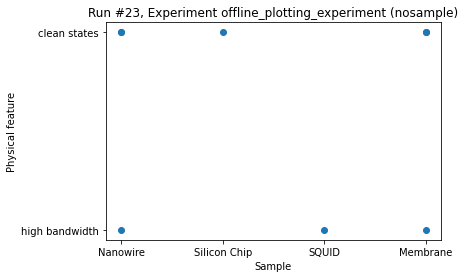 Run #23, Experiment offline_plotting_experiment (nosample)
clean states
Physical feature
high bandwidth
Nanowire
Silicon Chip
SQUID
Membrane
Sample